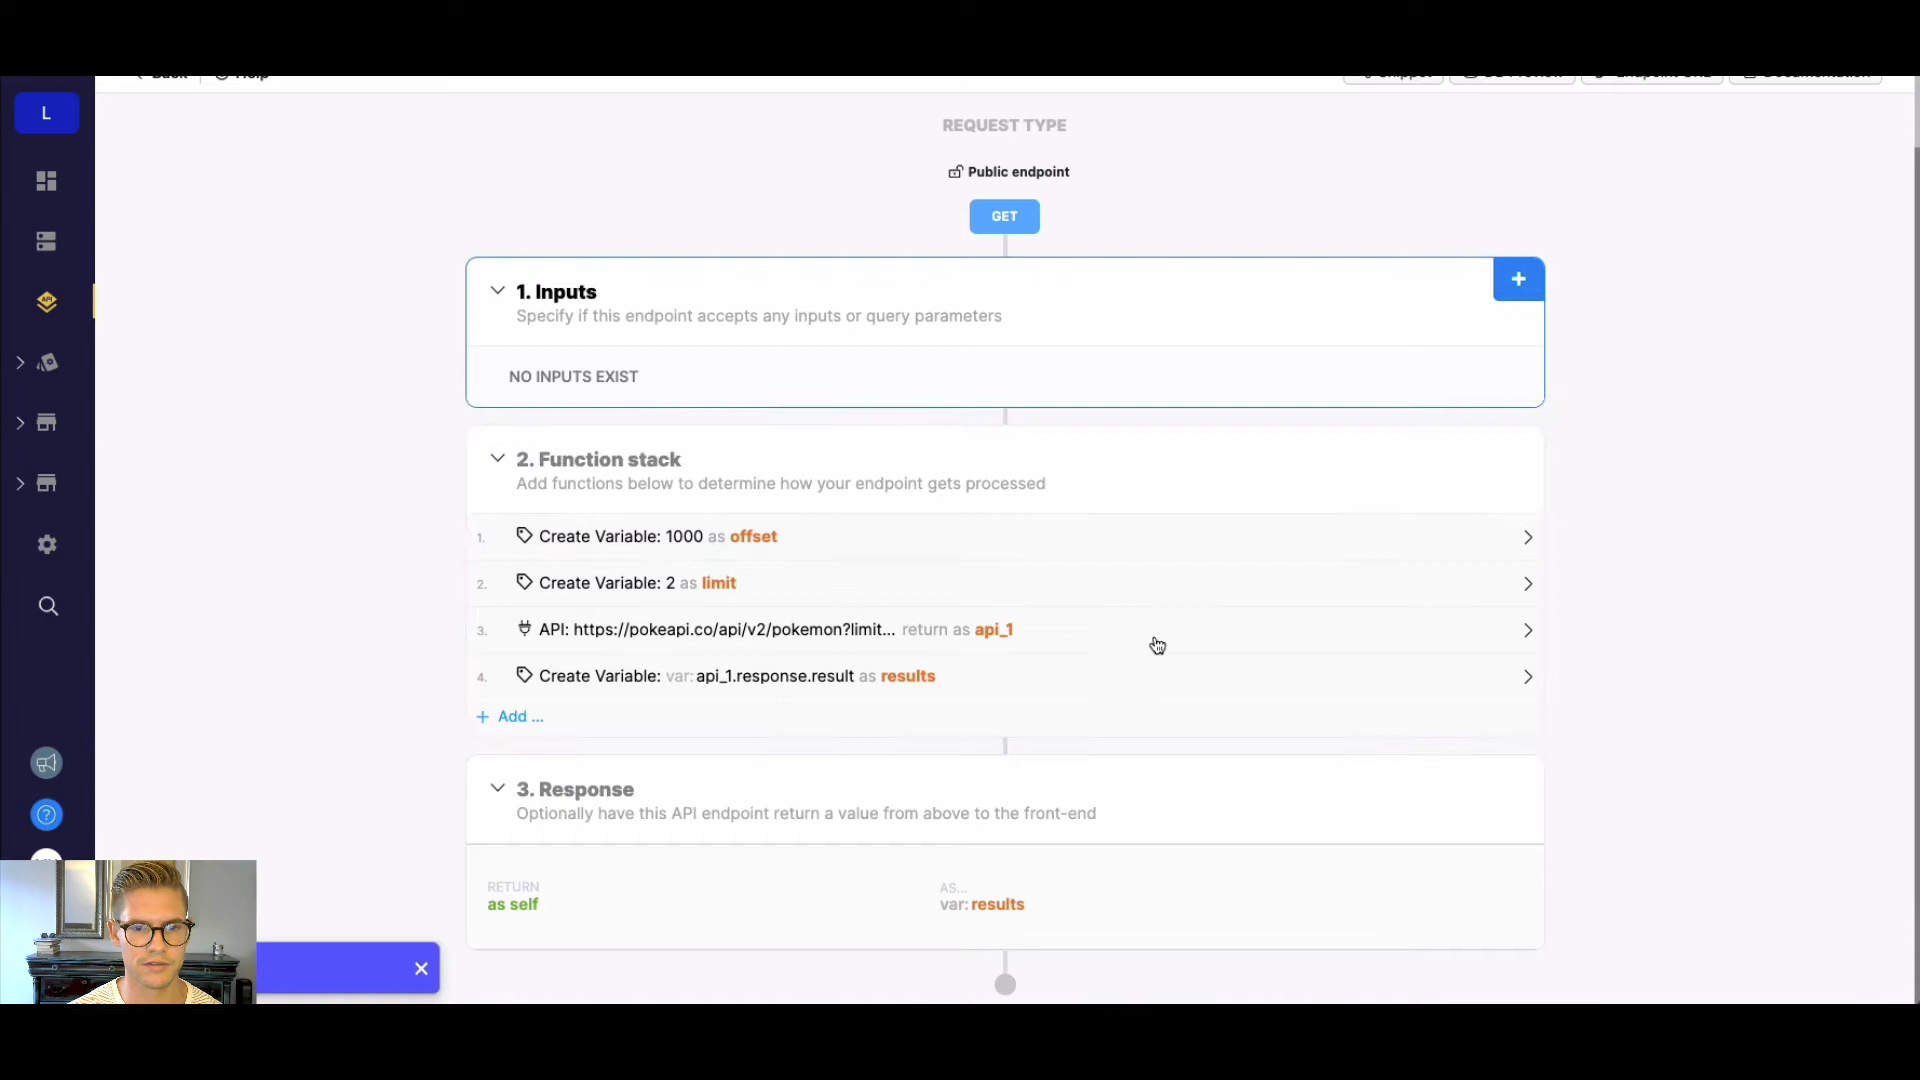 Back Help
L
REQUEST TYPE
Public endpoint
GET
1. Inputs
Specify if this endpoint accepts any inputs or query parameters
NO INPUTS EXIST
2. Function stack
Add functions below to determine how your endpoint gets processed
1. Create Variable: 1000 as offset
2. Create Variable: 2 as limit
3. API: https://pokeapi.co/api/v2/pokemon?limit... return as api_1
4. Create Variable: var: api_1.response.result as results
+ Add ...
3. Response
Optionally have this API endpoint return a value from above to the front-end
RETURN
as self
AS...
var: results